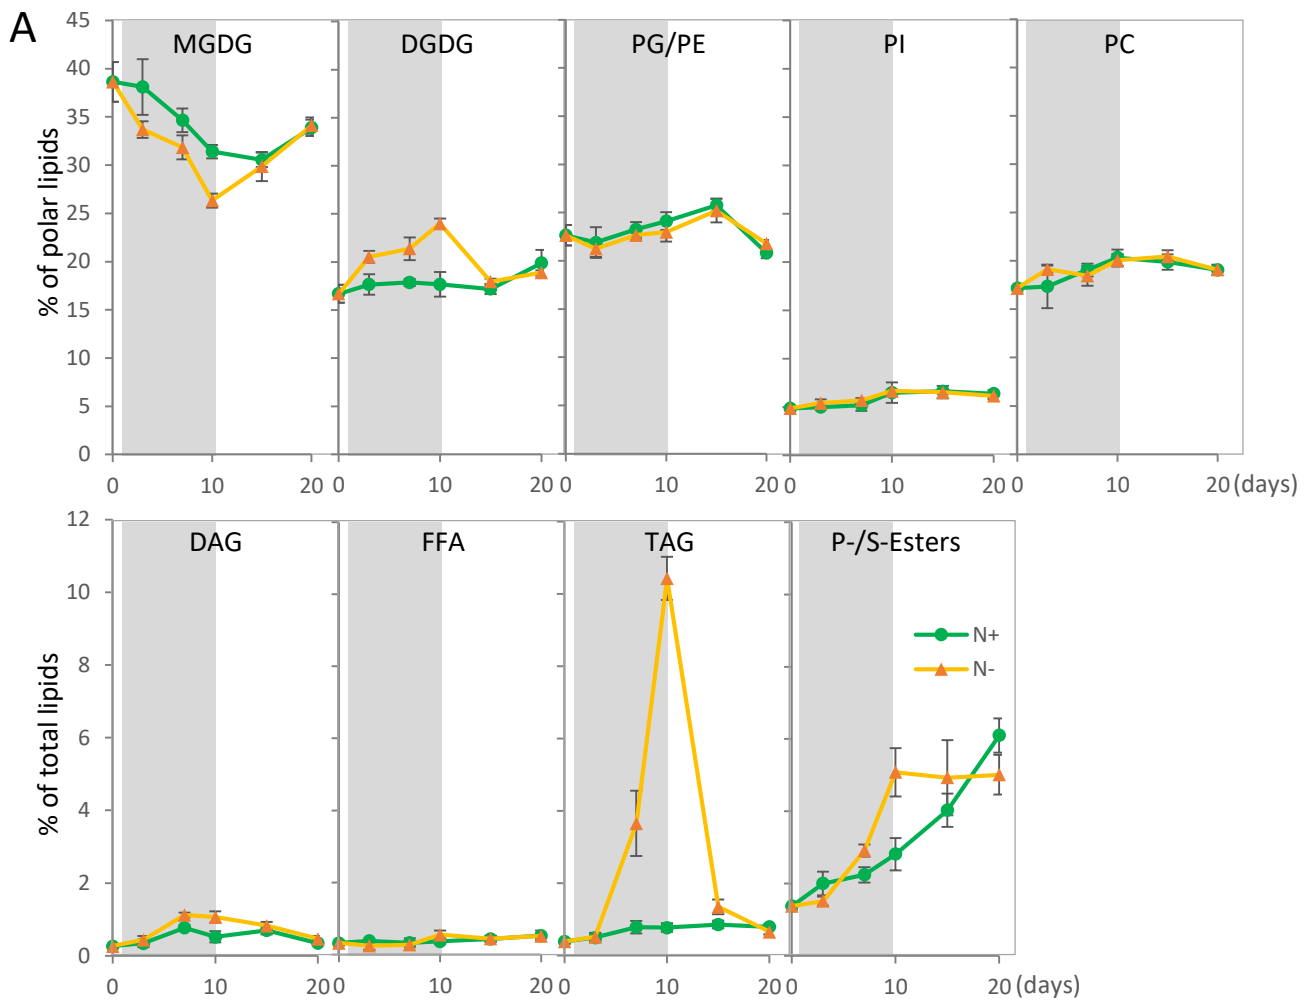 A
MGDG DGDG PG/PE PI PC
% of polar lipids
45
40
35
30
25
20
15
10
5
0
0 10 20 0 10 20 0 10 20 0 10 20 0 10 20 (days)
DAG FFA TAG P-/S-Esters
% of total lipids
12
10
8
6
4
2
0
N+
N-
0 10 20 0 10 20 0 10 20 0 10 20 (days)